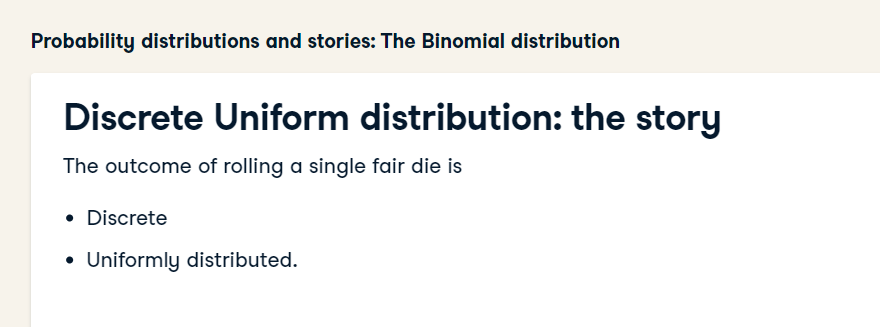 Probability distributions and stories: The Binomial distribution
Discrete Uniform distribution: the story
The outcome of rolling a single fair die is
• Discrete
• Uniformly distributed.